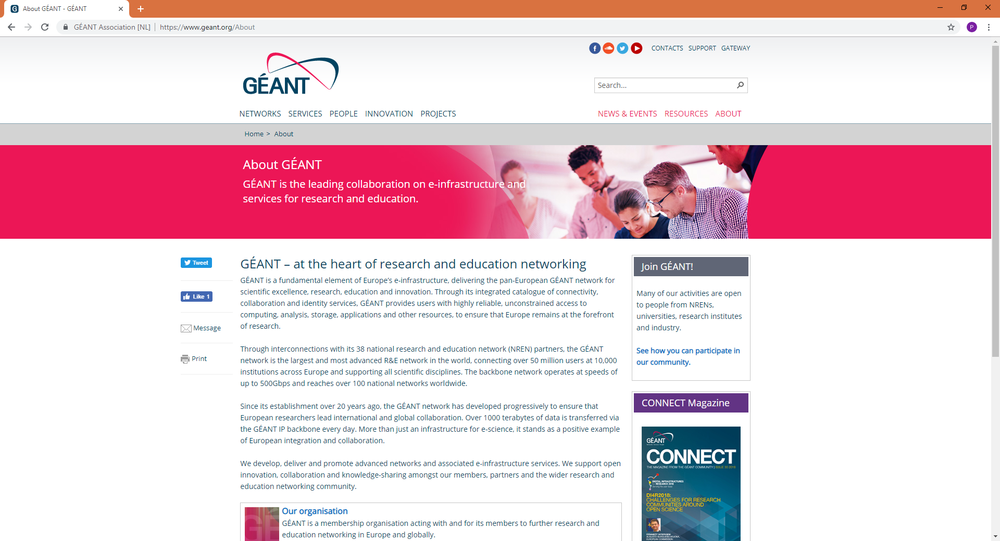 About GÉANT - GÉANT
GÉANT Association [NL] https://www.geant.org/About
P
CONTACTS SUPPORT GATEWAY
GÉANT
Search...
NETWORKS SERVICES PEOPLE INNOVATION PROJECTS NEWS & EVENTS RESOURCES ABOUT
Home > About
About GÉANT
GÉANT is the leading collaboration on e-infrastructure and
services for research and education.
Tweet
Like 1
Message
Print
GÉANT – at the heart of research and education networking
GÉANT is a fundamental element of Europe’s e-infrastructure, delivering the pan-European GÉANT network for
scientific excellence, research, education and innovation. Through its integrated catalogue of connectivity,
collaboration and identity services, GÉANT provides users with highly reliable, unconstrained access to
computing, analysis, storage, applications and other resources, to ensure that Europe remains at the forefront
of research.
Through interconnections with its 38 national research and education network (NREN) partners, the GÉANT
network is the largest and most advanced R&E network in the world, connecting over 50 million users at 10,000
institutions across Europe and supporting all scientific disciplines. The backbone network operates at speeds of
up to 500Gbps and reaches over 100 national networks worldwide.
Since its establishment over 20 years ago, the GÉANT network has developed progressively to ensure that
European researchers lead international and global collaboration. Over 1000 terabytes of data is transferred via
the GÉANT IP backbone every day. More than just an infrastructure for e-science, it stands as a positive example
of European integration and collaboration.
We develop, deliver and promote advanced networks and associated e-infrastructure services. We support open
innovation, collaboration and knowledge-sharing amongst our members, partners and the wider research and
education networking community.
Our organisation
GÉANT is a membership organisation acting with and for its members to further research and
education networking in Europe and globally.
Join GÉANT!
Many of our activities are open
to people from NRENs,
universities, research institutes
and industry.
See how you can participate in
our community.
CONNECT Magazine
GÉANT
CONNECT
THE MAGAZINE FROM THE GÉANT COMMUNITY | ISSUE 30 2018
DIGITAL INFRASTRUCTURES
FOR RESEARCH 2018
DI4R2018:
CHALLENGES FOR RESEARCH
COMMUNITIES AROUND
OPEN SCIENCE
CONNECT INTERVIEW
AUGUSTO BURGUEÑO ARJONA,
EUROPEAN COMMISSION